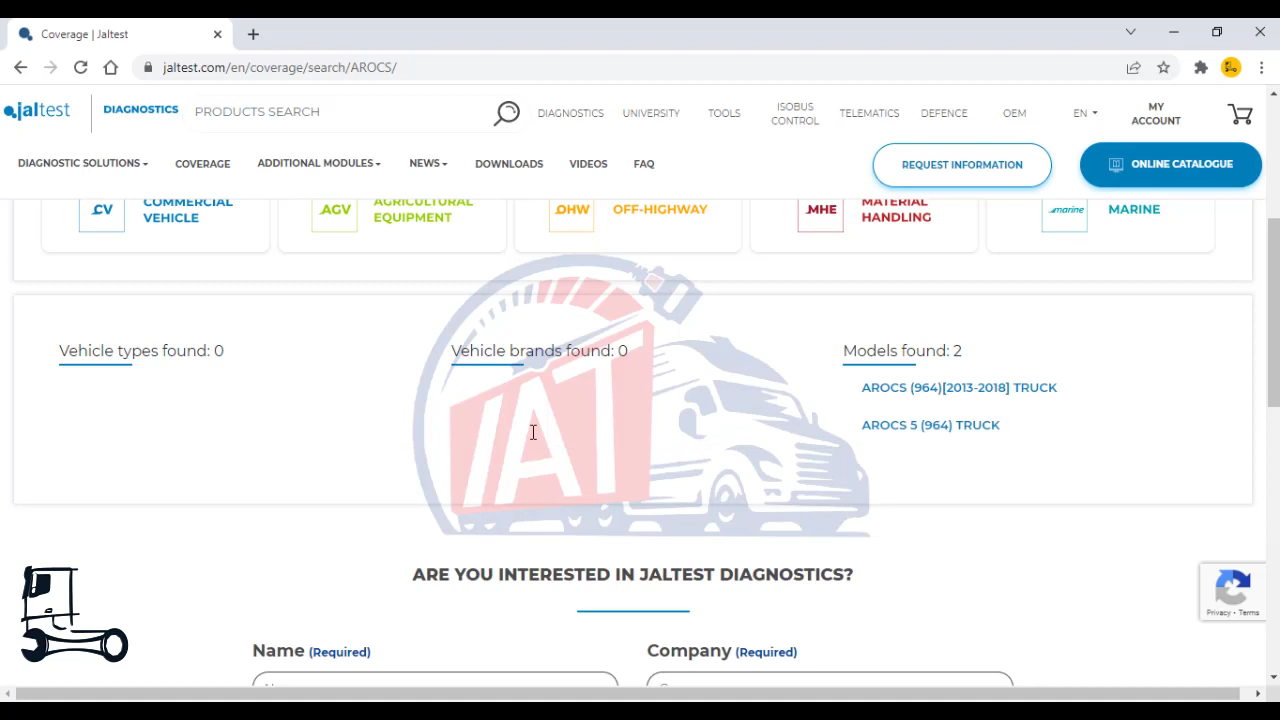 Coverage | Jaltest
jaltest.com/en/coverage/search/AROCS/
jaltest
DIAGNOSTICS
PRODUCTS SEARCH
DIAGNOSTICS
UNIVERSITY
TOOLS
ISOBUS
CONTROL
TELEMATICS
DEFENCE
OEM
EN
MY
ACCOUNT
DIAGNOSTIC SOLUTIONS
COVERAGE
ADDITIONAL MODULES
NEWS
DOWNLOADS
VIDEOS
FAQ
REQUEST INFORMATION
ONLINE CATALOGUE
.CV
COMMERCIAL
VEHICLE
.AGV
AGRICULTURAL
EQUIPMENT
.OHW
OFF-HIGHWAY
.MHE
MATERIAL
HANDLING
.marine
MARINE
Vehicle types found: 0
Vehicle brands found: 0
Models found: 2
AROCS (964)[2013-2018] TRUCK
AROCS 5 (964) TRUCK
ARE YOU INTERESTED IN JALTEST DIAGNOSTICS?
Name (Required)
Company (Required)
Privacy - Terms